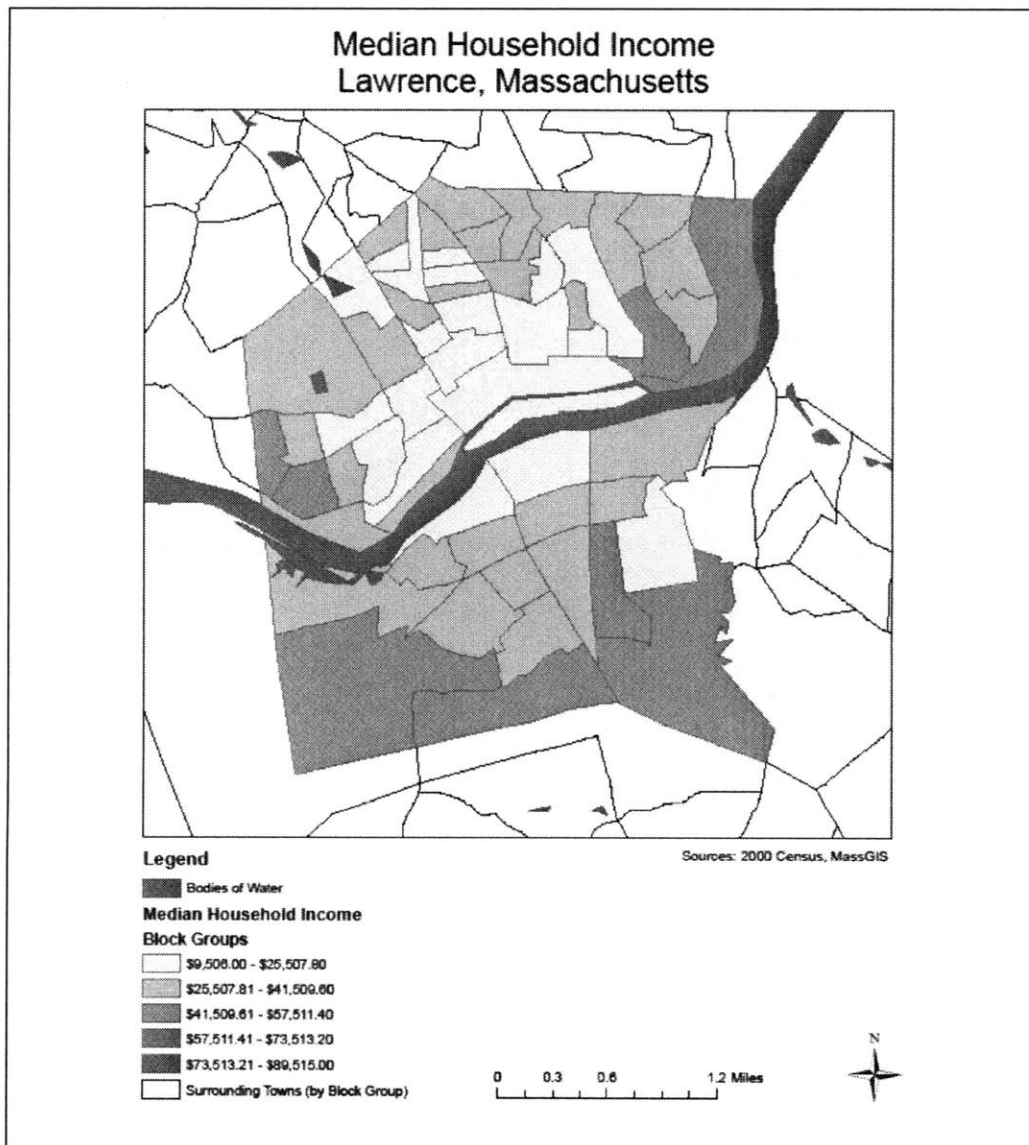 Median Household Income
Lawrence, Massachusetts
Sources: 2000 Census, MassGIS
Legend
Bodies of Water
Median Household Income
Block Groups
$9,506.00 - $25,507.80
$25,507.81 - $41,509.60
$41,509.61 - $57,511.40
$57,511.41 - $73,513.20
$73,513.21 - $89,515.00
Surrounding Towns (by Block Group)
0 0.3 0.6 1.2 Miles
N